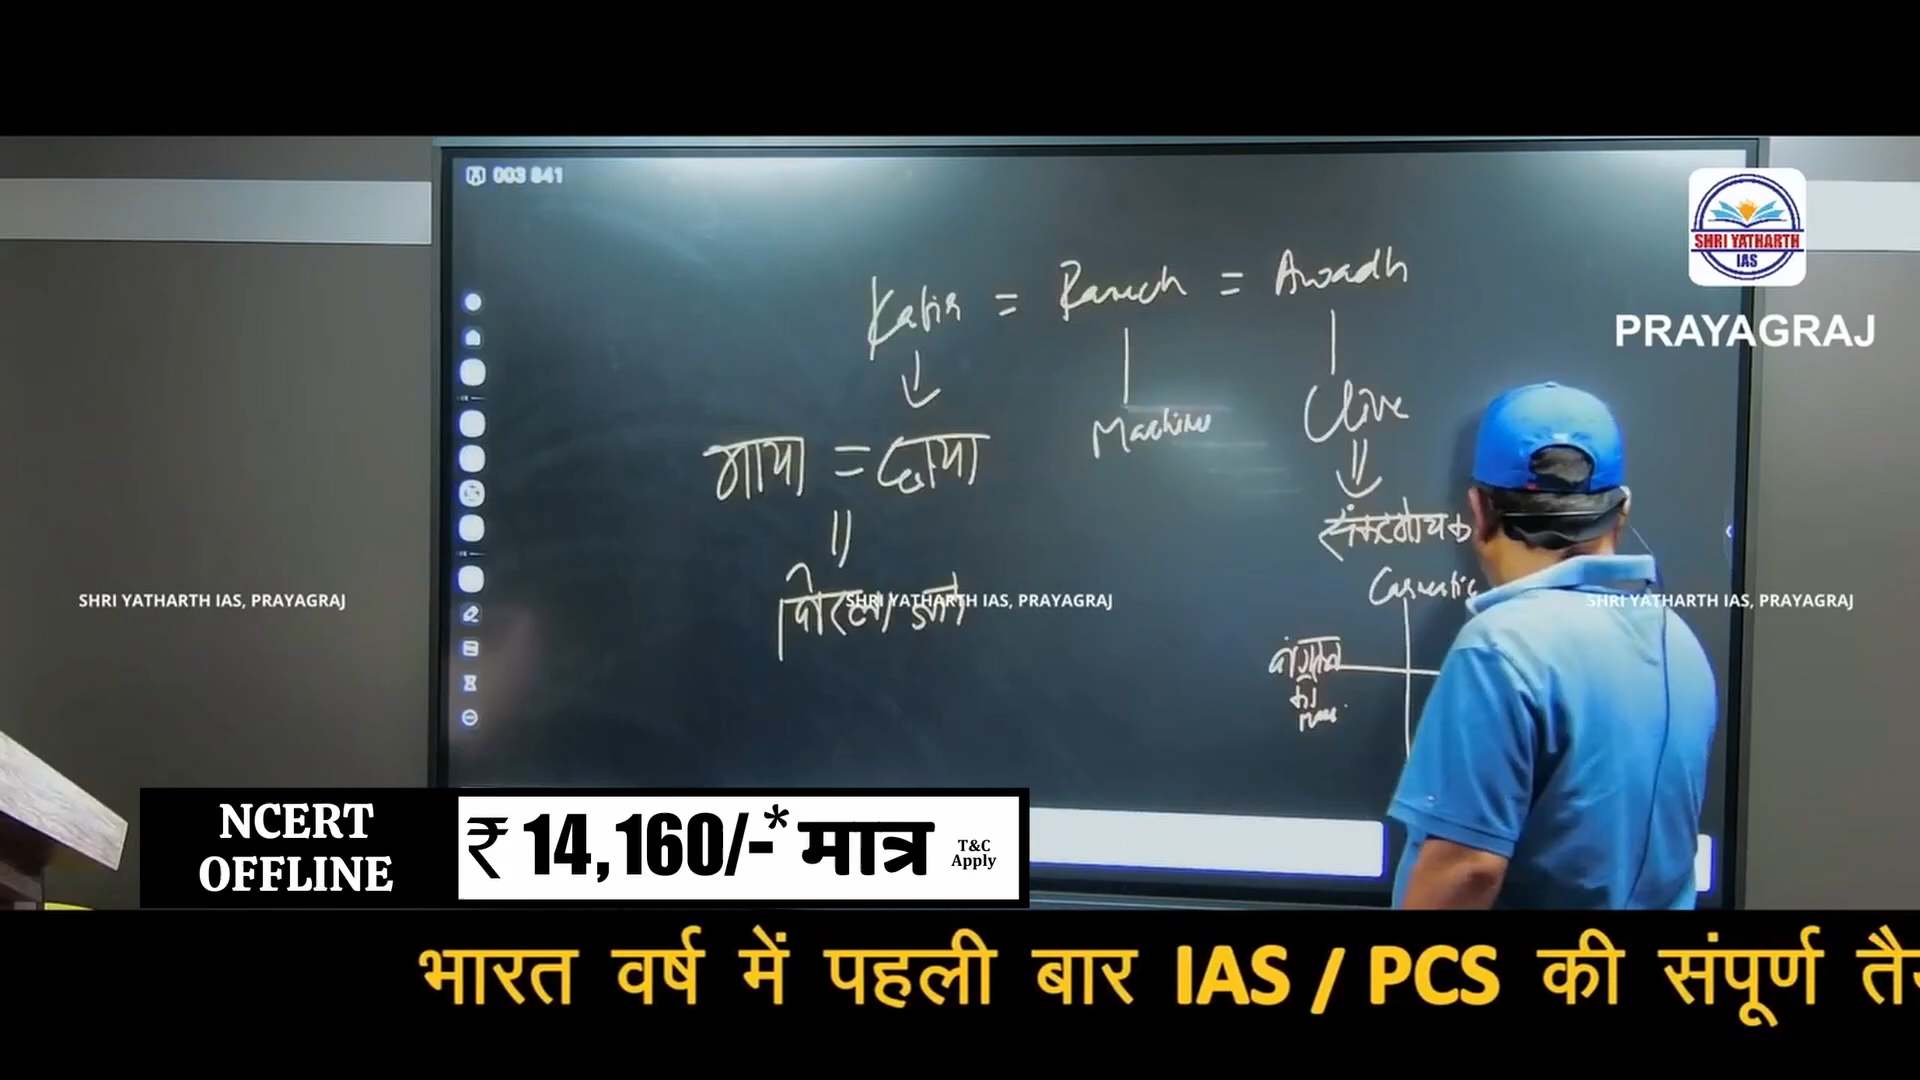 003 841
SHRI YATHARTH
IAS
PRAYAGRAJ
Kabir = = Awadh
Machine
Clive
माया = छाया
Carnatic
बंगाल
की
SHRI YATHARTH IAS, PRAYAGRAJ
SHRI YATHARTH IAS, PRAYAGRAJ
SHRI YATHARTH IAS, PRAYAGRAJ
NCERT
OFFLINE
₹ 14,160/-* मात्र
T&C
Apply
भारत वर्ष में पहली बार IAS / PCS की संपूर्ण